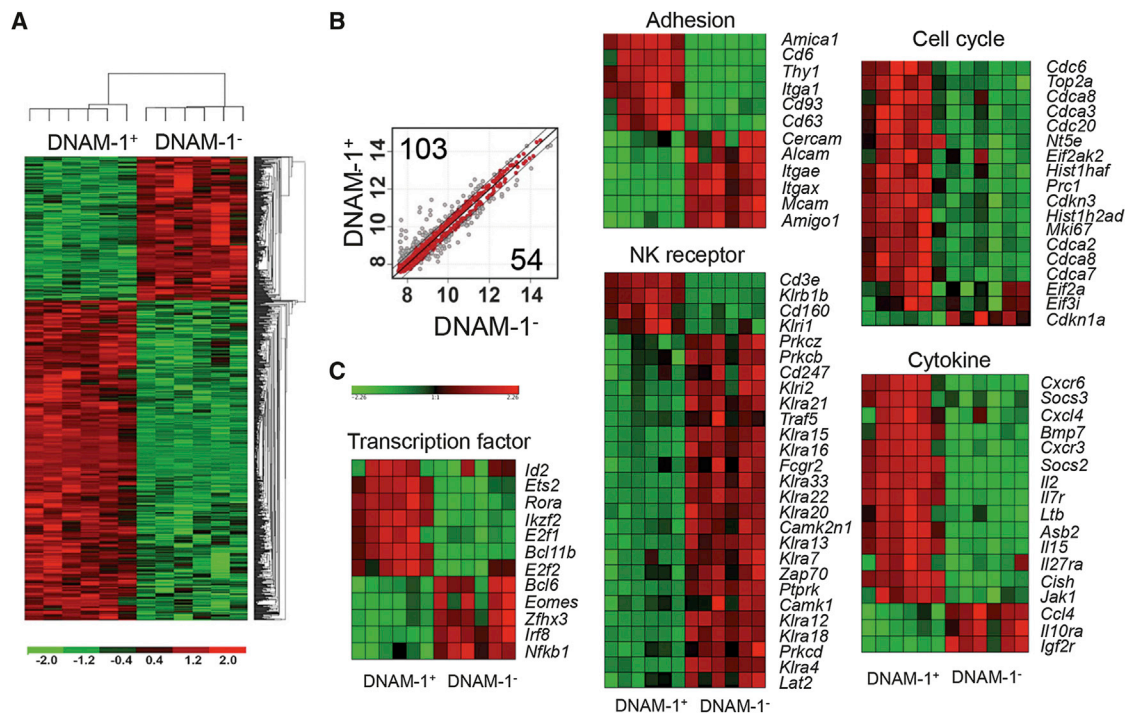 A
DNAM-1+ DNAM-1-
-2.0 -1.2 -0.4 0.4 1.2 2.0
B
DNAM-1+
14
12
10
8
103
54
8 10 12 14
DNAM-1-
C
-2.26 1:1 2.26
Transcription factor
Id2
Ets2
Rora
Ikzf2
E2f1
Bcl11b
E2f2
Bcl6
Eomes
Zfhx3
Irf8
Nfkb1
DNAM-1+ DNAM-1-
Adhesion
Amica1
Cd6
Thy1
Itga1
Cd93
Cd63
Cercam
Alcam
Itgae
Itgax
Mcam
Amigo1
NK receptor
Cd3e
Klrb1b
Cd160
Klri1
Prkcz
Prkcb
Cd247
Klri2
Klra21
Traf5
Klra15
Klra16
Fcgr2
Klra33
Klra22
Klra20
Camk2n1
Klra13
Klra7
Zap70
Ptprk
Camk1
Klra12
Klra18
Prkcd
Klra4
Lat2
DNAM-1+ DNAM-1-
Cell cycle
Cdc6
Top2a
Cdca8
Cdca3
Cdc20
Nt5e
Eif2ak2
Hist1haf
Prc1
Cdkn3
Hist1h2ad
Mki67
Cdca2
Cdca8
Cdca7
Eif2a
Eif3i
Cdkn1a
Cytokine
Cxcr6
Socs3
Cxcl4
Bmp7
Cxcr3
Socs2
Il2
Il7r
Ltb
Asb2
Il15
Il27ra
Cish
Jak1
Ccl4
Il10ra
Igf2r
DNAM-1+ DNAM-1-